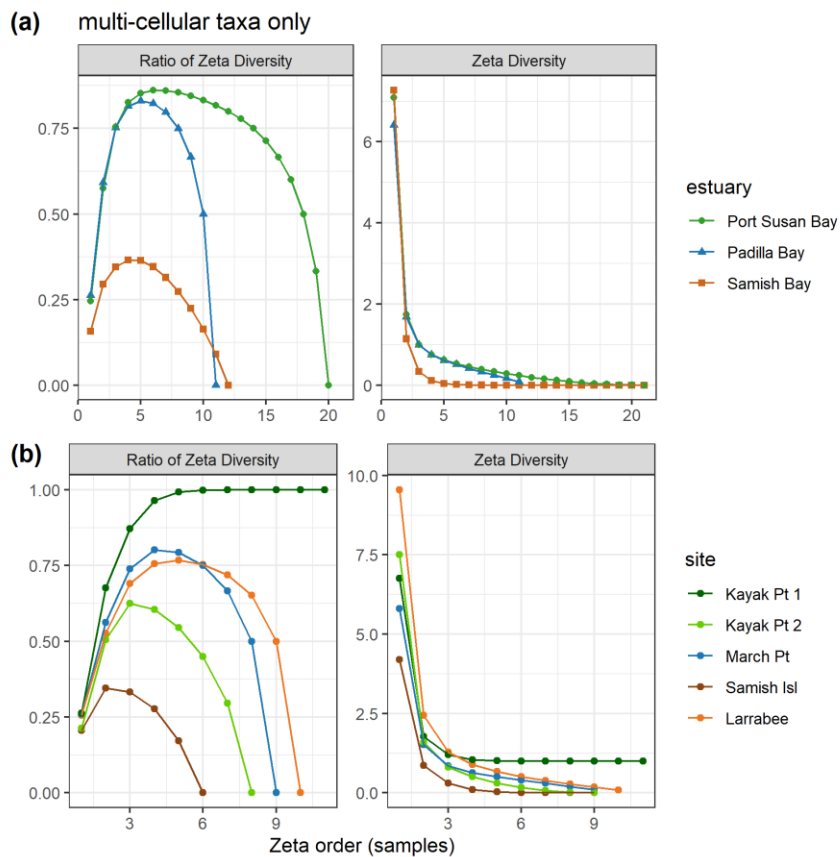 (a) multi-cellular taxa only
Ratio of Zeta Diversity
Zeta Diversity
0.75
0.50
0.25
0.00
0 5 10 15 20
6
4
2
0
0 5 10 15 20
estuary
Port Susan Bay
Padilla Bay
Samish Bay
(b)
Ratio of Zeta Diversity
Zeta Diversity
1.00
0.75
0.50
0.25
0.00
3 6 9
10.0
7.5
5.0
2.5
0.0
3 6 9
site
Kayak Pt 1
Kayak Pt 2
March Pt
Samish Isl
Larrabee
Zeta order (samples)